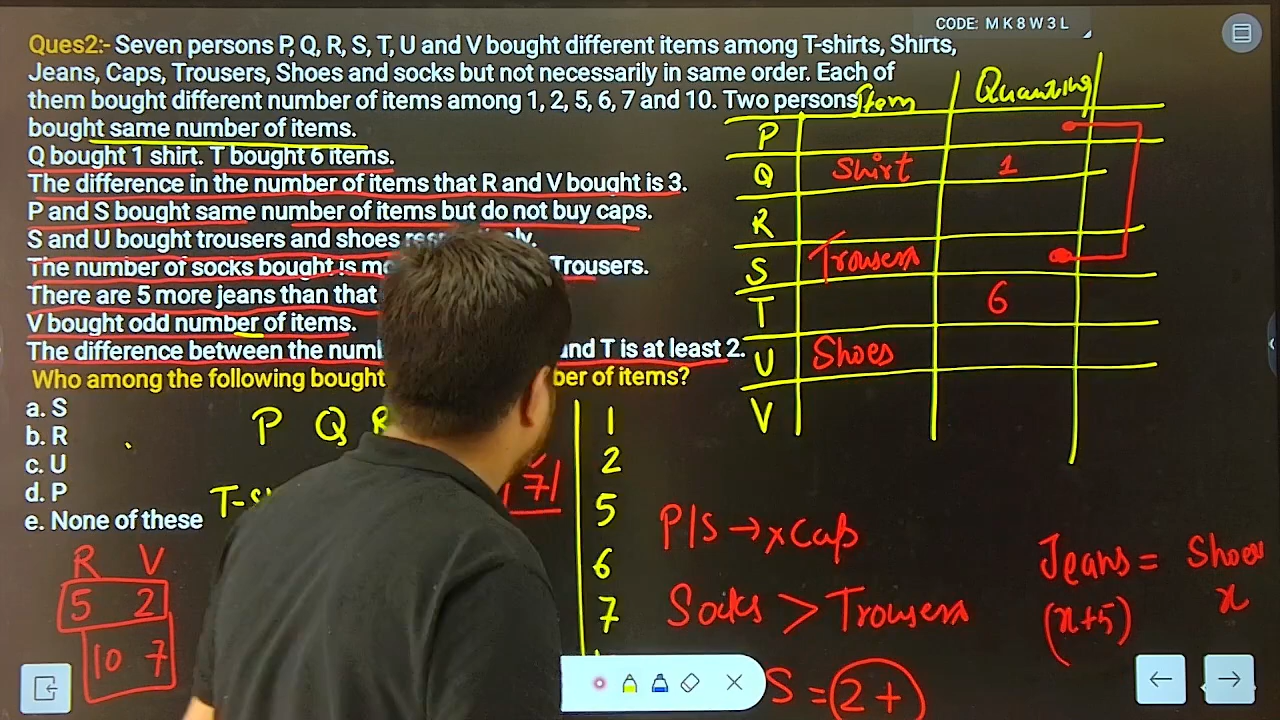 CODE: M K 8 W 3 L
Ques2:- Seven persons P, Q, R, S, T, U and V bought different items among T-shirts, Shirts,
Jeans, Caps, Trousers, Shoes and socks but not necessarily in same order. Each of
them bought different number of items among 1, 2, 5, 6, 7 and 10. Two persons
bought same number of items.
Q bought 1 shirt. T bought 6 items.
The difference in the number of items that R and V bought is 3.
P and S bought same number of items but do not buy caps.
S and U bought trousers and shoes
The number of socks bought is Trousers.
There are 5 more jeans than that
V bought odd number of items.
The difference between the and T is at least 2.
Who among the following bought of items?
a. S
b. R
c. U
d. P
e. None of these
Item
P
Q Shirt 1
R
S Trousers
T 6
U Shoes
V
P Q R
1
2
5
6
7
7
R V
5 2
10 7
P/S → x Caps
Socks > Trousers
Jeans = Shoes
(x+5) x
S = 2+